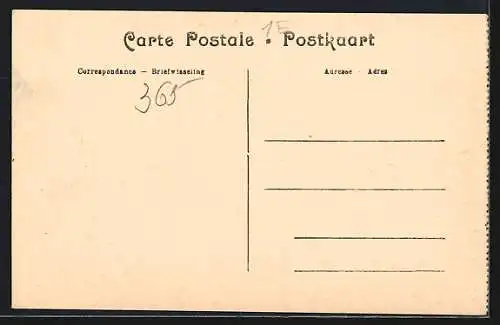 1E
Carte Postale • Postkaart
Correspondance — Briefwisseling Adresse - Adres
365